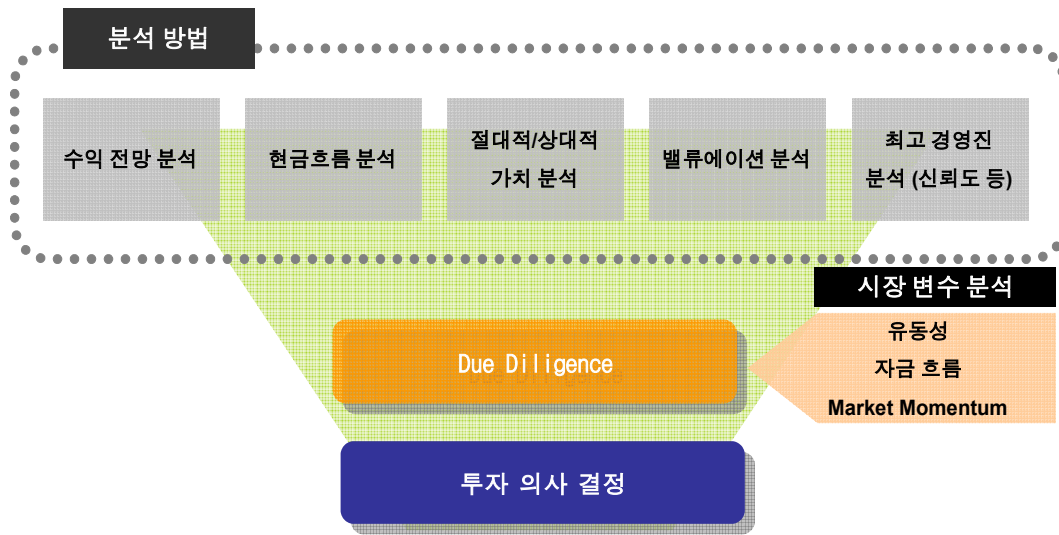 분석 방법
수익 전망 분석
현금흐름 분석
절대적/상대적
가치 분석
밸류에이션 분석
최고 경영진
분석 (신뢰도 등)
시장 변수 분석
유동성
자금 흐름
Market Momentum
Due Diligence
투자 의사 결정